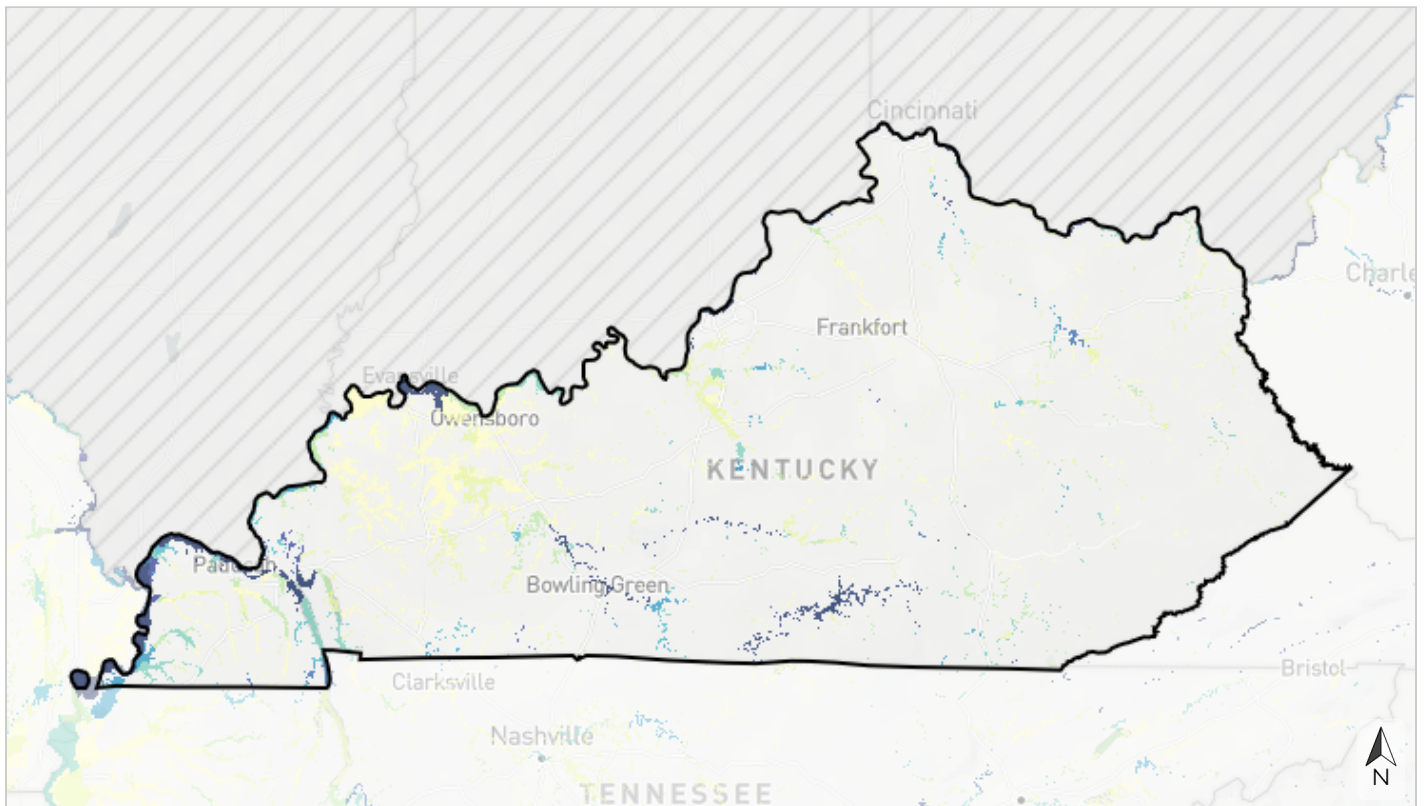 Cincinnati
Charle
Frankfort
Evansville
Owensboro
KENTUCKY
Paducah
Bowling Green
Clarksville
Bristol
Nashville
TENNESSEE
N